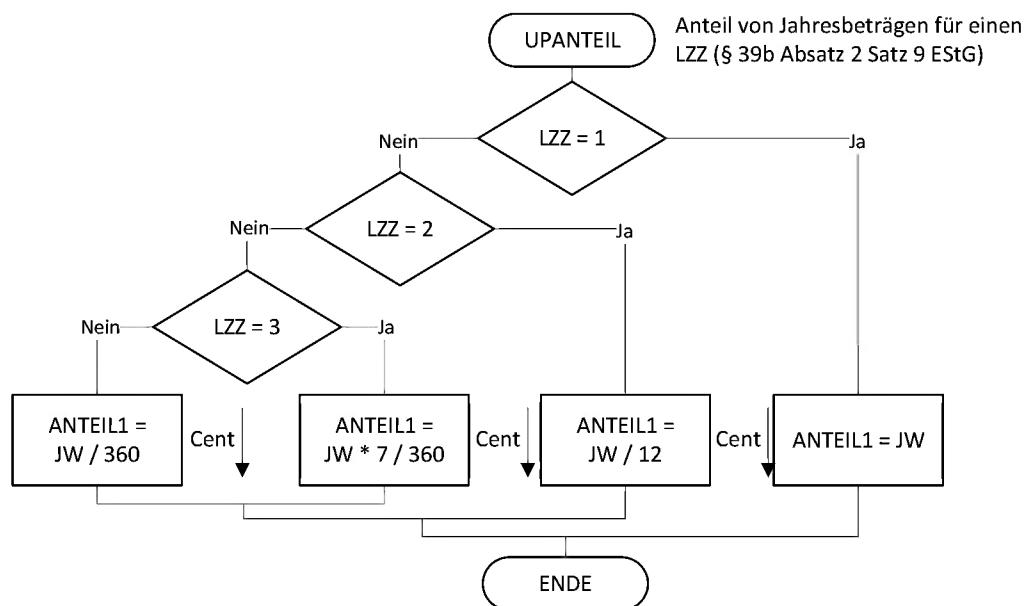 UPANTEIL
Anteil von Jahresbeträgen für einen
LZZ (§ 39b Absatz 2 Satz 9 EStG)
Nein
LZZ = 1
Ja
Nein
LZZ = 2
Ja
Nein
LZZ = 3
Ja
ANTEIL1 =
JW / 360
Cent
ANTEIL1 =
JW * 7 / 360
Cent
ANTEIL1 =
JW / 12
Cent
ANTEIL1 = JW
ENDE